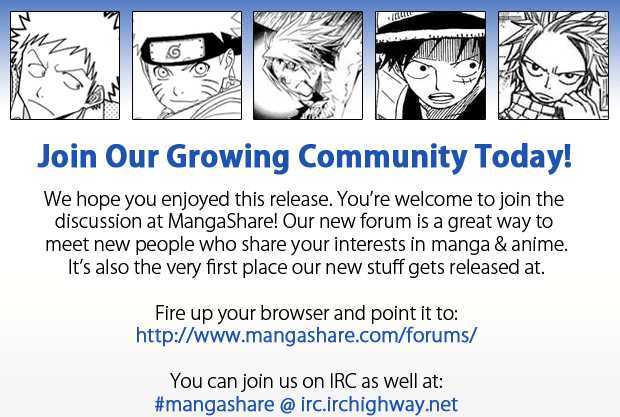 Join Our Growing Community Today!
We hope you enjoyed this release. You’re welcome to join the
discussion at MangaShare! Our new forum is a great way to
meet new people who share your interests in manga & anime.
It’s also the very first place our new stuff gets released at.
Fire up your browser and point it to:
http://www.mangashare.com/forums/
You can join us on IRC as well at:
#mangashare @ irc.irchighway.net